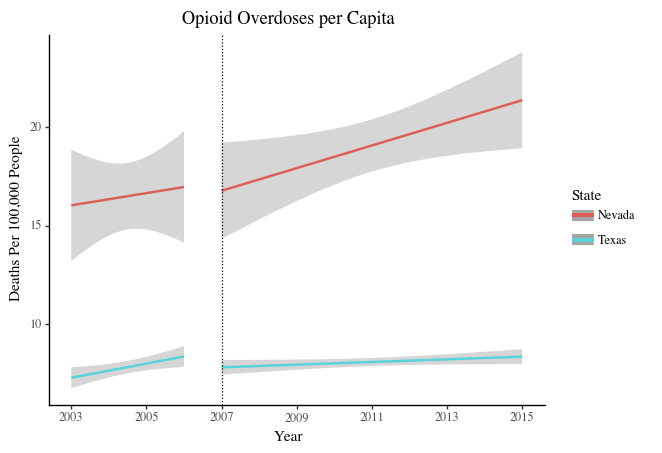 Opioid Overdoses per Capita
Deaths Per 100,000 People
20
15
10
2003 2005 2007 2009 2011 2013 2015
Year
State
Nevada
Texas